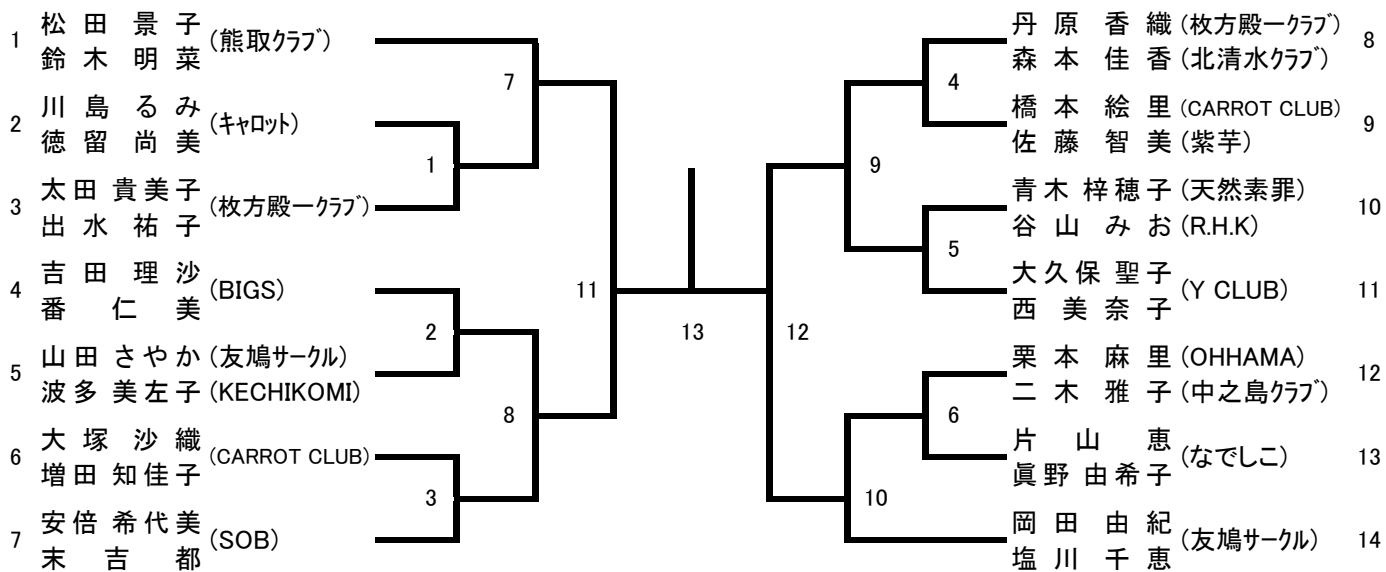 1 松田景子 (熊取クラブ)
鈴木明菜
2 川島るみ (キャロット)
徳留尚美
3 太田貴美子 (枚方殿一クラブ)
出水祐子
4 吉田理沙 (BIGS)
番仁美
5 山田さやか (友鳩サークル)
波多美左子 (KECHIKOMI)
6 大塚沙織 (CARROT CLUB)
増田知佳子
7 安倍希代美 (SOB)
末吉都
7
1
11
2
8
3
13
4
9
5
12
6
10
丹原香織 (枚方殿一クラブ) 8
森本佳香 (北清水クラブ)
橋本絵里 (CARROT CLUB) 9
佐藤智美 (紫芋)
青木梓穂子 (天然素罪) 10
谷山みお (R.H.K)
大久保聖子 (Y CLUB) 11
西美奈子
栗本麻里 (OHHAMA) 12
二木雅子 (中之島クラブ)
片山恵 (なでしこ) 13
眞野由希子
岡田由紀 (友鳩サークル) 14
塩川千恵